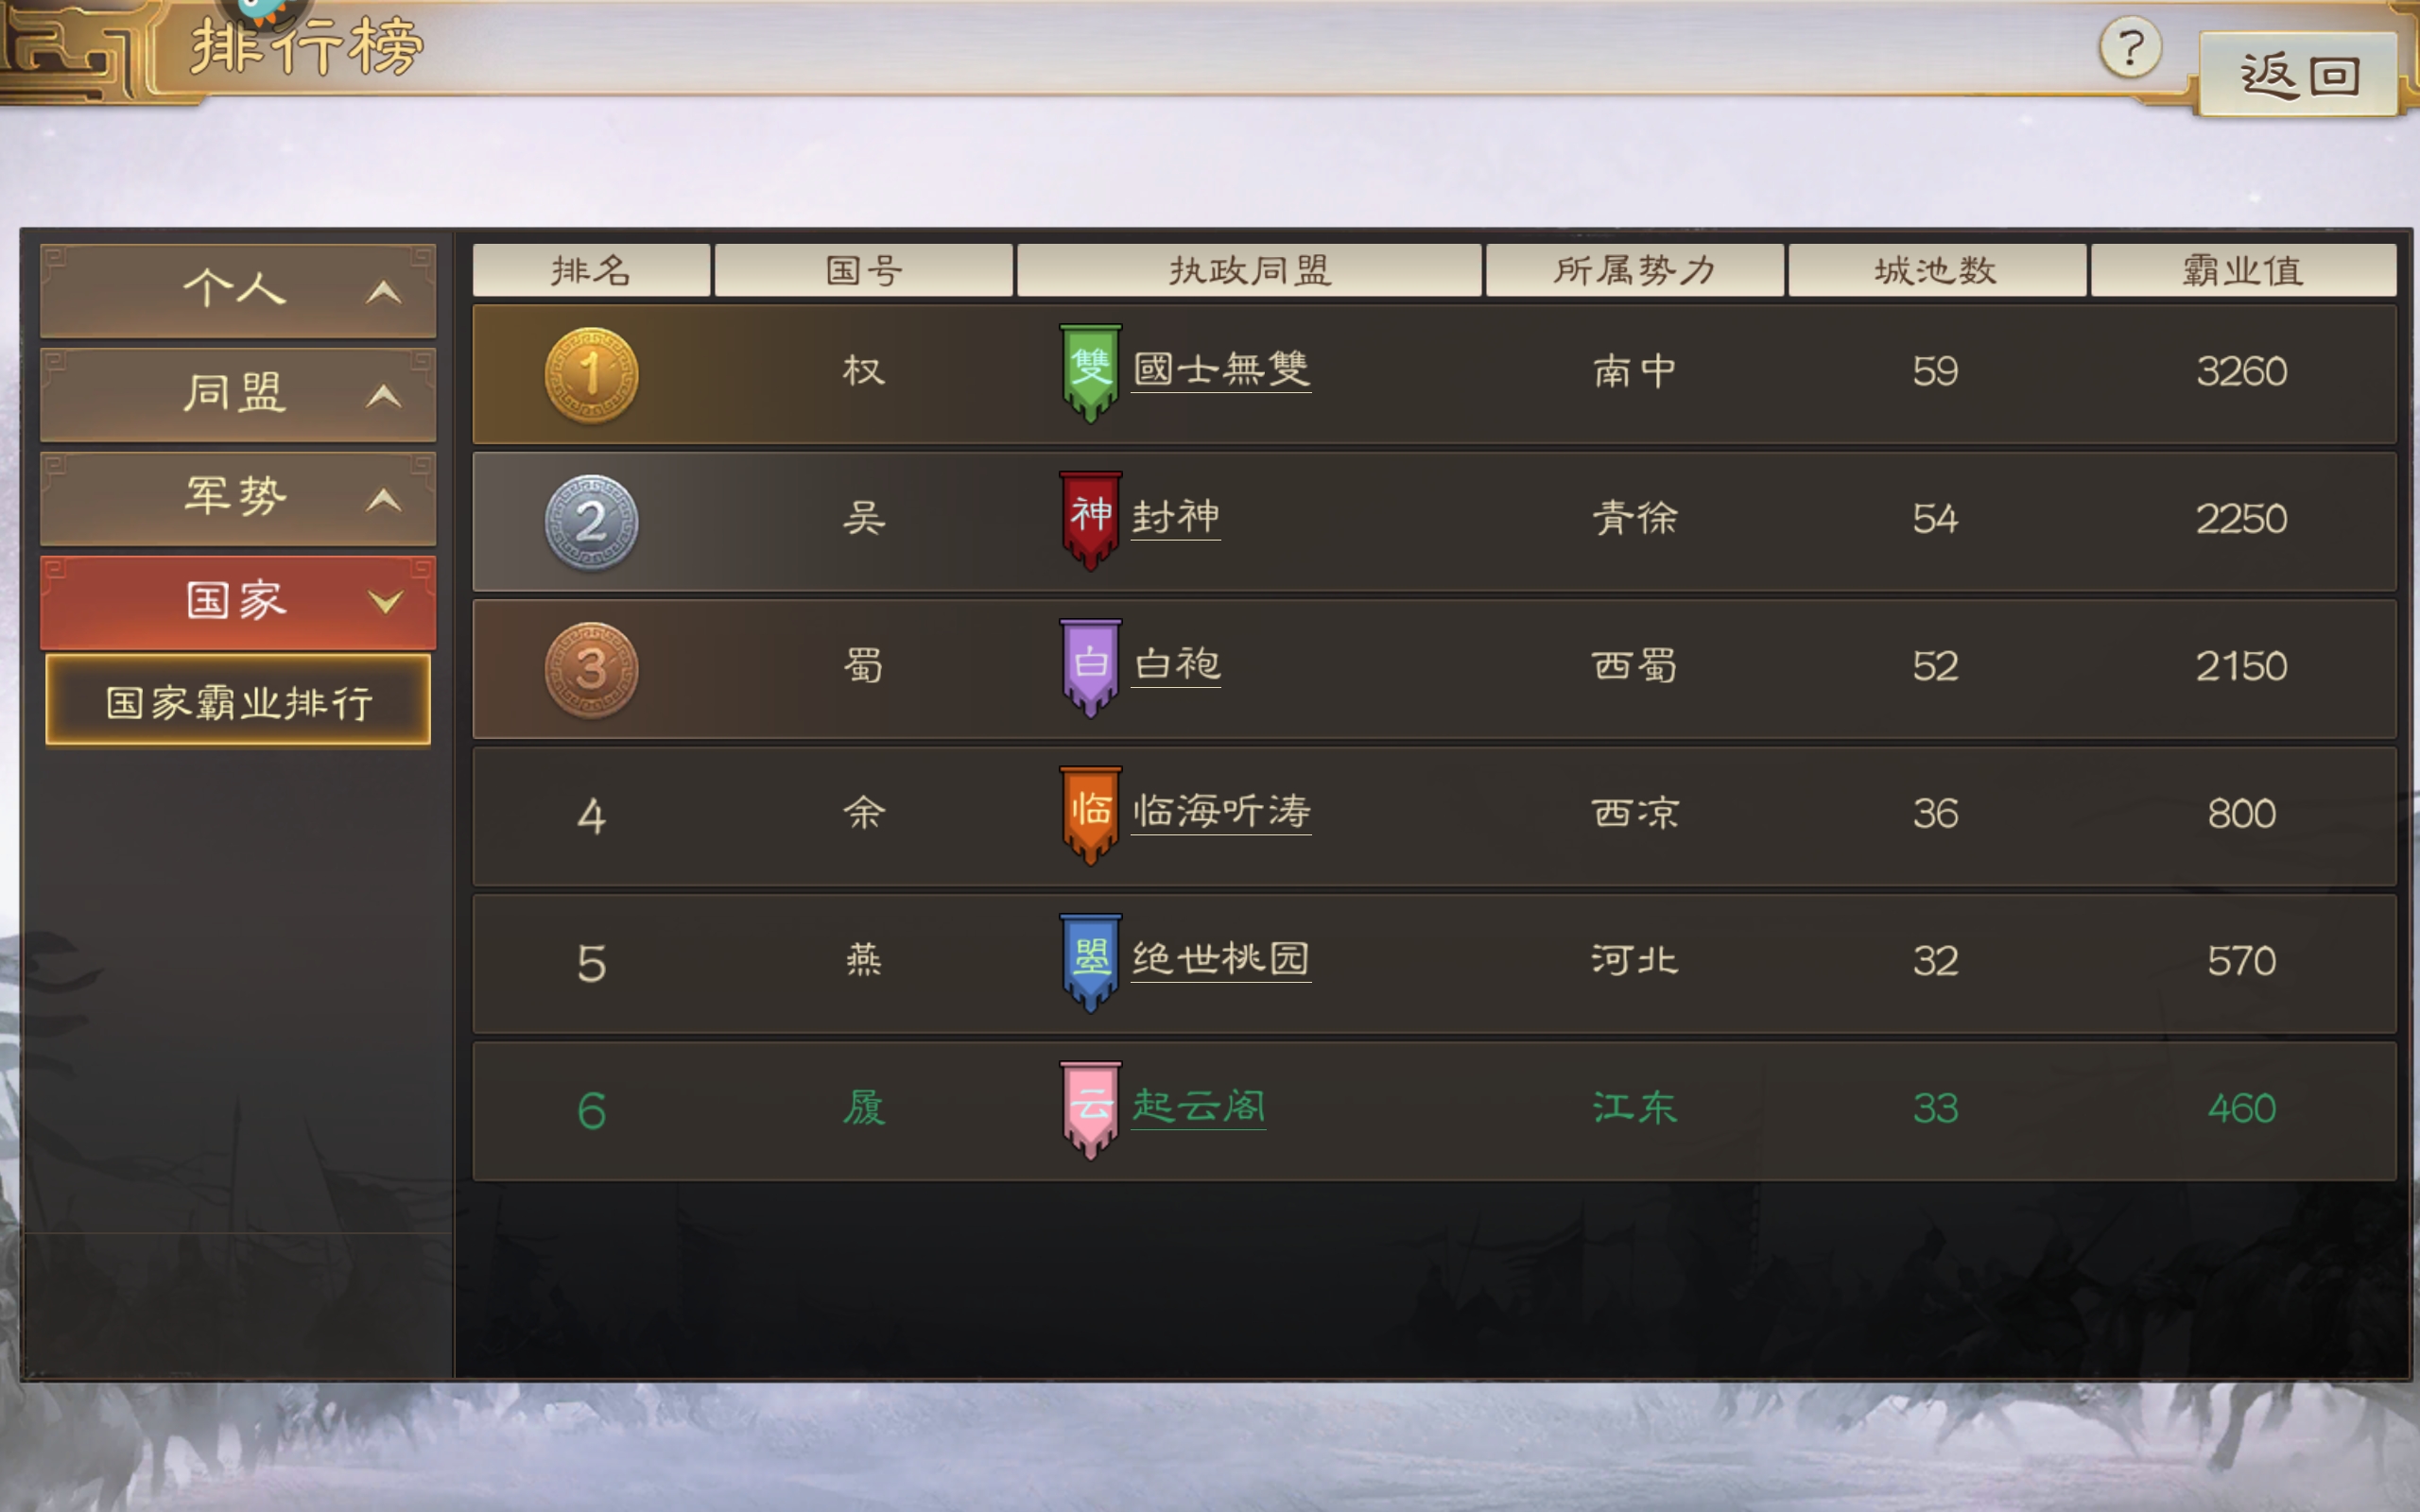 排行榜
?
返回
个人
同盟
军势
国家
国家霸业排行
排名 国号 执政同盟 所属势力 城池数 霸业值
1 权 雙 國士無雙 南中 59 3260
2 吴 神 封神 青徐 54 2250
3 蜀 白 白袍 西蜀 52 2150
4 余 临 临海听涛 西凉 36 800
5 燕 曌 绝世桃园 河北 32 570
6 履 云 起云阁 江东 33 460